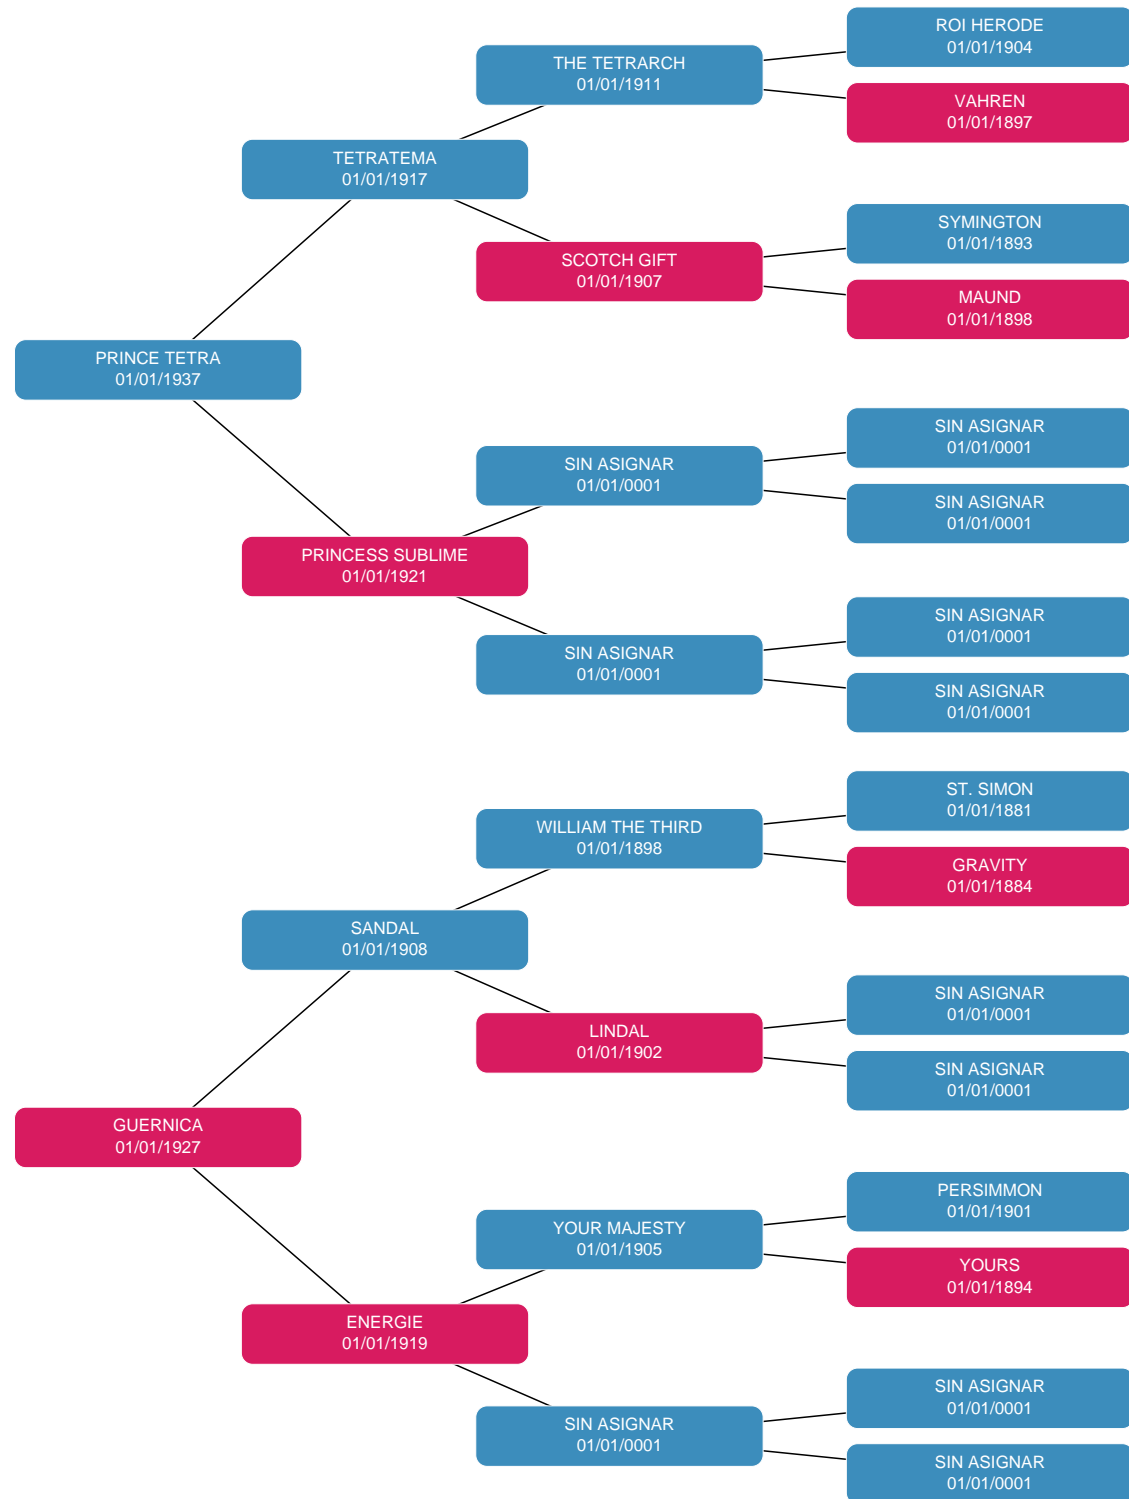 ROI HERODE
01/01/1904
THE TETRARCH
01/01/1911
VAHREN
01/01/1897
TETRATEMA
01/01/1917
SYMINGTON
01/01/1893
SCOTCH GIFT
01/01/1907
MAUND
01/01/1898
PRINCE TETRA
01/01/1937
SIN ASIGNAR
01/01/0001
SIN ASIGNAR
01/01/0001
SIN ASIGNAR
01/01/0001
PRINCESS SUBLIME
01/01/1921
SIN ASIGNAR
01/01/0001
SIN ASIGNAR
01/01/0001
SIN ASIGNAR
01/01/0001
ST. SIMON
01/01/1881
WILLIAM THE THIRD
01/01/1898
GRAVITY
01/01/1884
SANDAL
01/01/1908
SIN ASIGNAR
01/01/0001
LINDAL
01/01/1902
SIN ASIGNAR
01/01/0001
GUERNICA
01/01/1927
PERSIMMON
01/01/1901
YOUR MAJESTY
01/01/1905
YOURS
01/01/1894
ENERGIE
01/01/1919
SIN ASIGNAR
01/01/0001
SIN ASIGNAR
01/01/0001
SIN ASIGNAR
01/01/0001